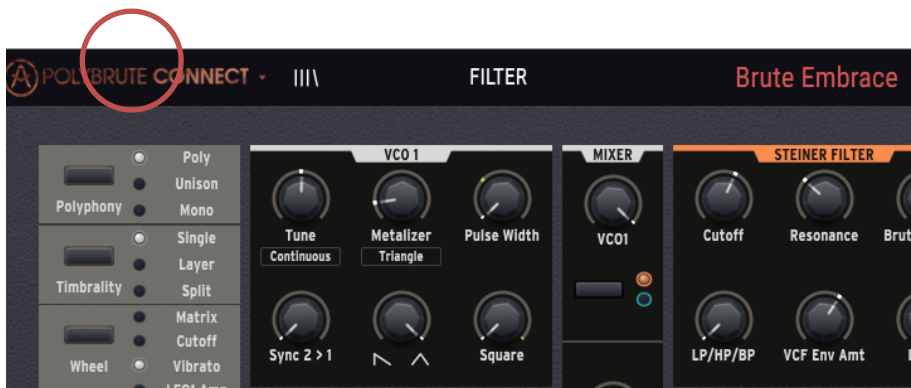 POLYBRUTE CONNECT
FILTER
Brute Embrace
Poly
Unison
Mono
Polyphony
Single
Layer
Split
Timbrality
Matrix
Cutoff
Vibrato
Wheel
VCO 1
Tune
Metalizer
Pulse Width
Continuous
Triangle
Sync 2 > 1
Square
MIXER
VCO1
STEINER FILTER
Cutoff
Resonance
LP/HP/BP
VCF Env Amt